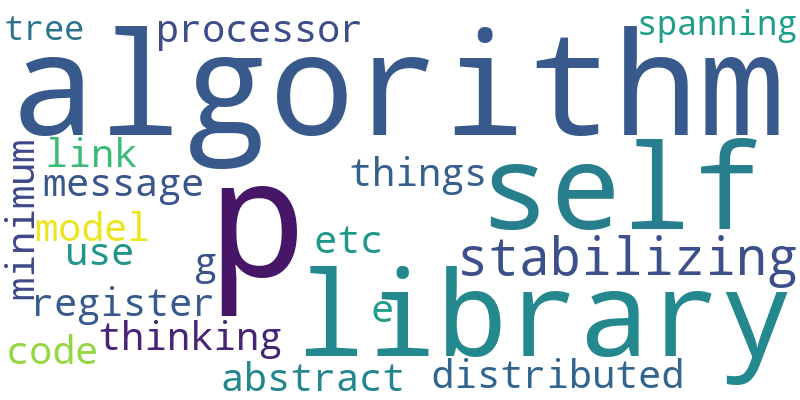 tree
processor
spanning
algorithm
minimum
link
message
things
self
p
model
use
g
etc
stabilizing
register
e
library
code
thinking
abstract
distributed